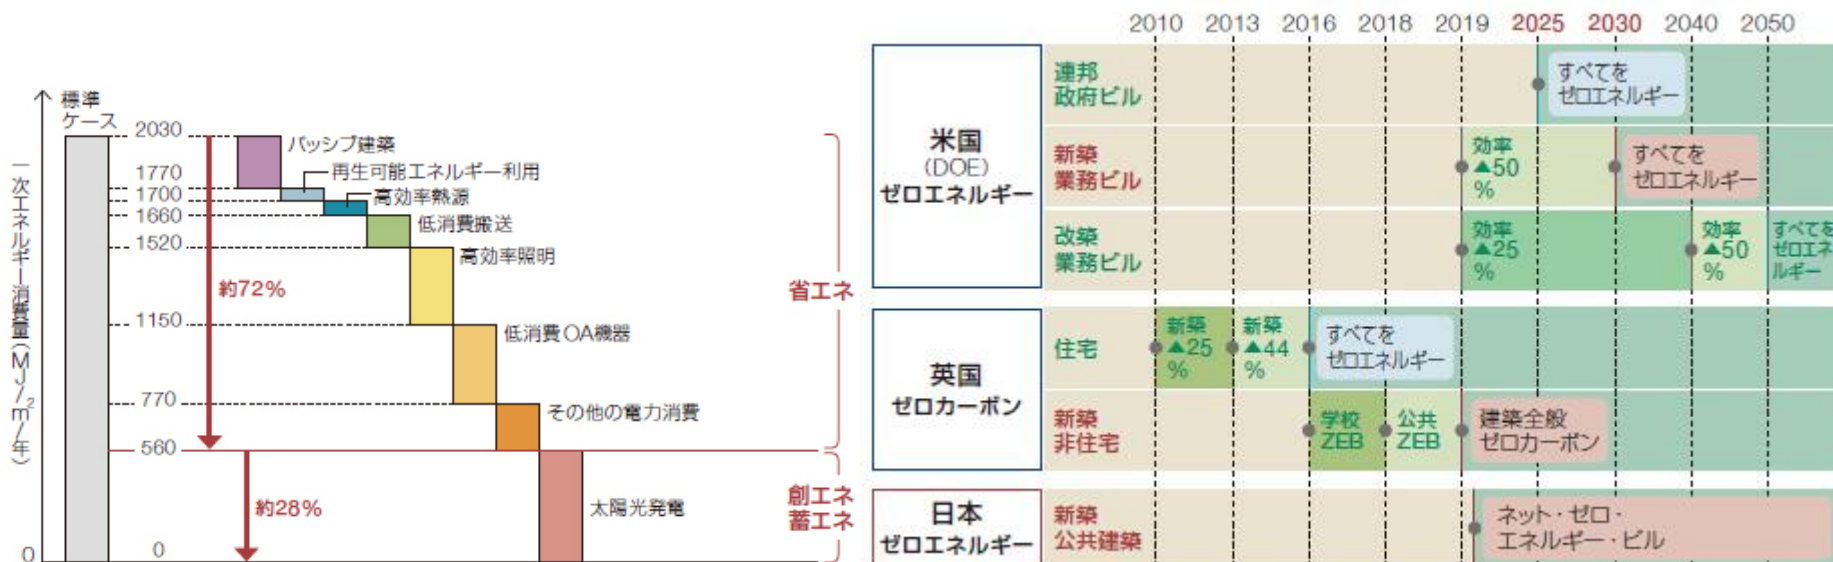 一次エネルギー消費量(MJ/m²/年)
標準
ケース
2030
1770
1700
1660
1520
1150
770
560
0
0
約72%
約28%
パッシブ建築
再生可能エネルギー利用
高効率熱源
低消費搬送
高効率照明
低消費OA機器
その他の電力消費
太陽光発電
省エネ
創エネ
蓄エネ
2010 2013 2016 2018 2019 2025 2030 2040 2050
米国
(DOE)
ゼロエネルギー
連邦
政府ビル
すべてを
ゼロエネルギー
新築
業務ビル
効率
▲50
%
すべてを
ゼロエネルギー
改築
業務ビル
効率
▲25
%
効率
▲50
%
すべてを
ゼロエネ
ルギー
英国
ゼロカーボン
住宅
新築
▲25
%
新築
▲44
%
すべてを
ゼロエネルギー
新築
非住宅
学校
ZEB
公共
ZEB
建築全般
ゼロカーボン
日本
ゼロエネルギー
新築
公共建築
ネット・ゼロ・
エネルギー・ビル